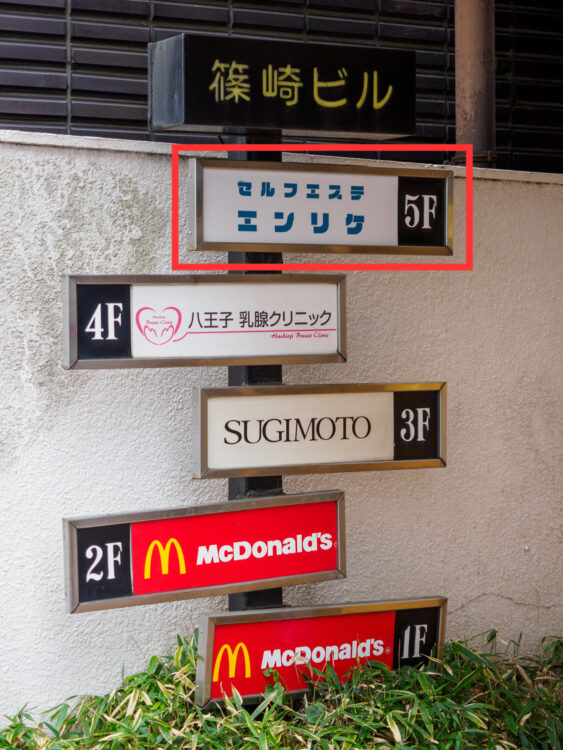 篠崎ビル
セルフエステ
エンリケ
5F
4F
Hachioji
Breast Clinic
八王子 乳腺クリニック
Hachioji Breast Clinic
SUGIMOTO
3F
2F
McDonald's
McDonald's®
1F